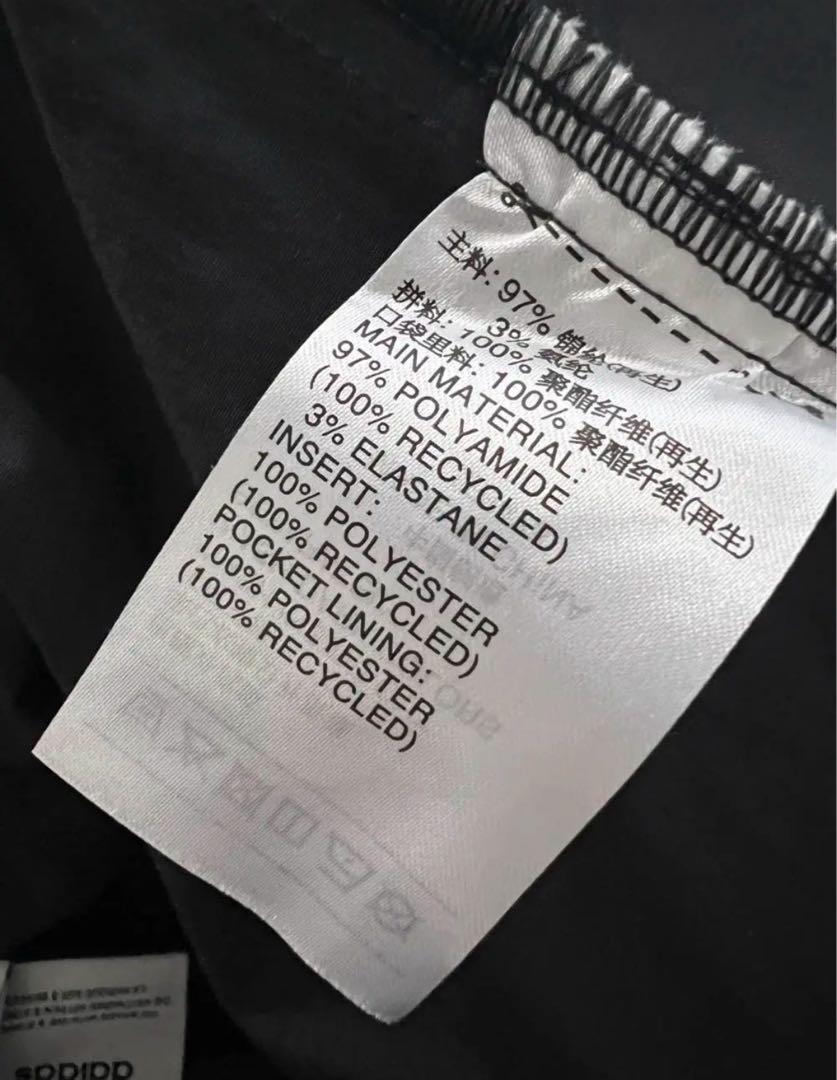 主料: 97% 锦纶(再生)
3% 氨纶
拼料: 100% 聚酯纤维(再生)
口袋里料: 100% 聚酯纤维(再生)
MAIN MATERIAL:
97% POLYAMIDE
(100% RECYCLED)
3% ELASTANE
INSERT:
100% POLYESTER
(100% RECYCLED)
POCKET LINING:
100% POLYESTER
(100% RECYCLED)
adidas